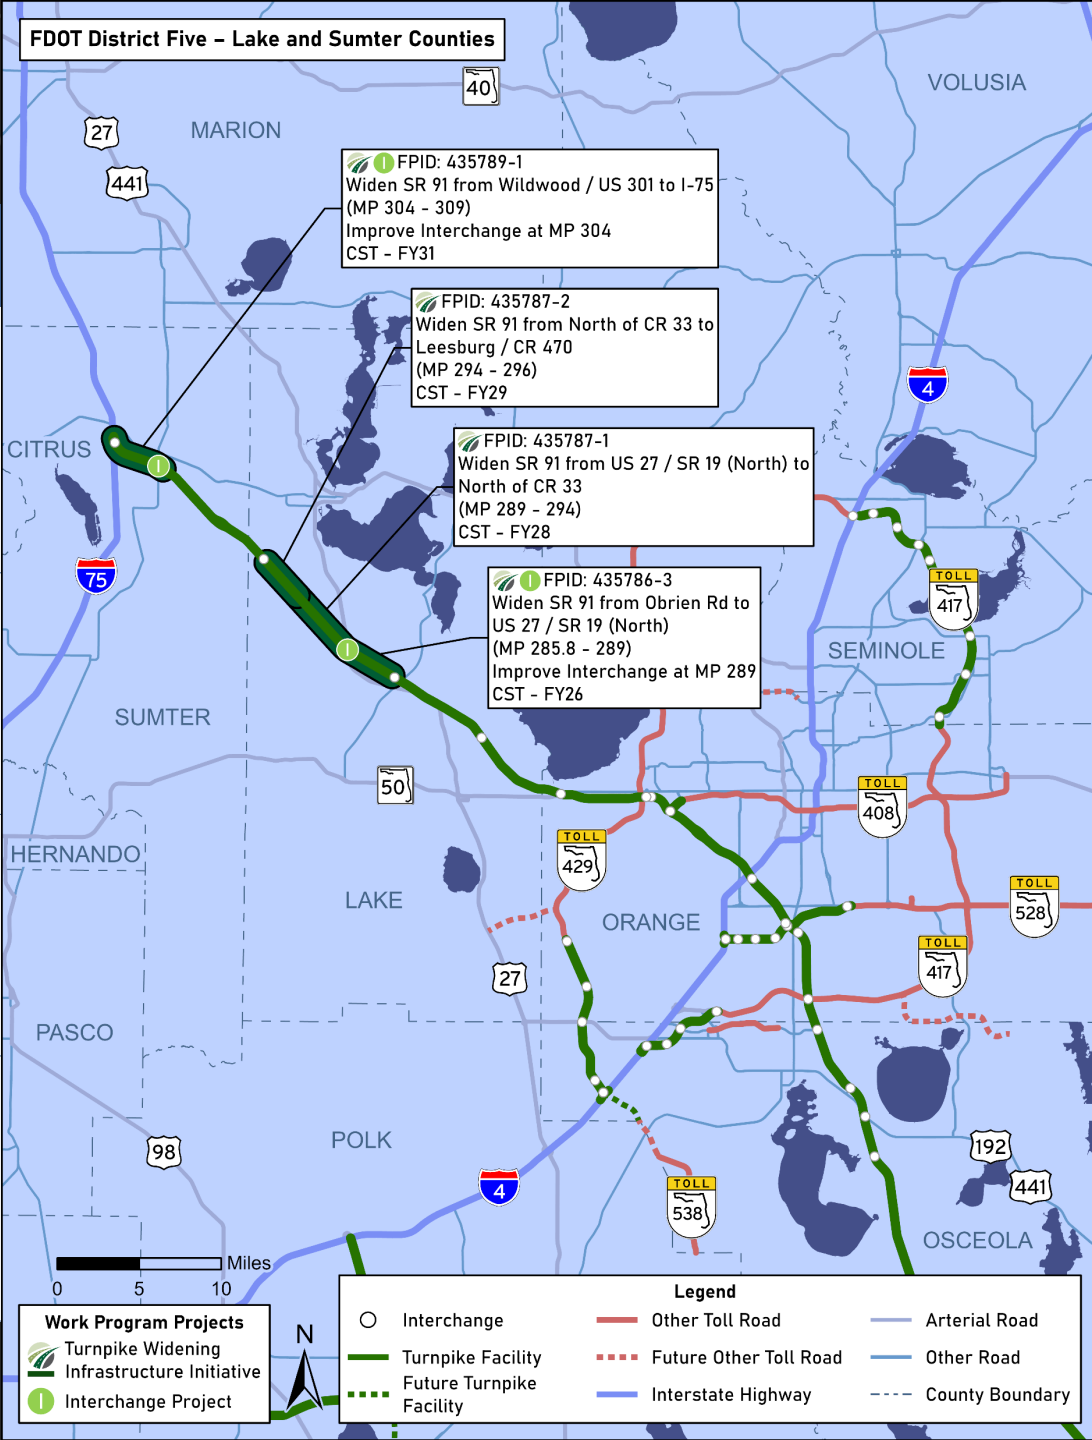 FDOT District Five – Lake and Sumter Counties
40
VOLUSIA
27
MARION
441
I FPID: 435789-1
Widen SR 91 from Wildwood / US 301 to I-75
(MP 304 - 309)
Improve Interchange at MP 304
CST - FY31
FPID: 435787-2
Widen SR 91 from North of CR 33 to
Leesburg / CR 470
(MP 294 - 296)
CST - FY29
4
CITRUS
I
FPID: 435787-1
Widen SR 91 from US 27 / SR 19 (North) to
North of CR 33
(MP 289 - 294)
CST - FY28
75
I FPID: 435786-3
Widen SR 91 from Obrien Rd to
US 27 / SR 19 (North)
(MP 285.8 - 289)
Improve Interchange at MP 289
CST - FY26
TOLL
417
I
SEMINOLE
SUMTER
50
TOLL
408
TOLL
429
HERNANDO
LAKE
ORANGE
TOLL
528
TOLL
417
27
PASCO
98
POLK
192
441
4
TOLL
538
OSCEOLA
Miles
0 5 10
Work Program Projects
Turnpike Widening
Infrastructure Initiative
I Interchange Project
N
Legend
Interchange
Turnpike Facility
Future Turnpike
Facility
Other Toll Road
Future Other Toll Road
Interstate Highway
Arterial Road
Other Road
County Boundary